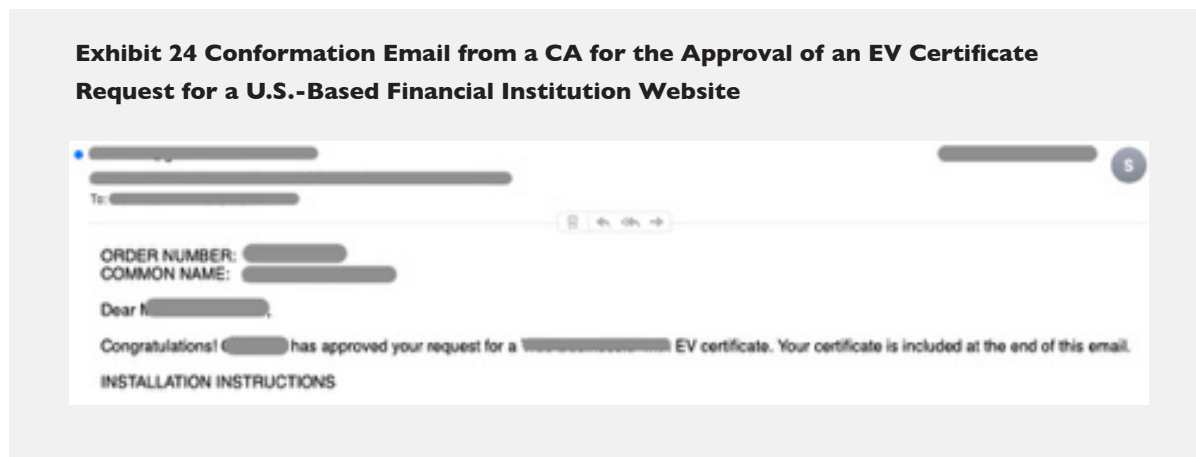 Exhibit 24 Conformation Email from a CA for the Approval of an EV Certificate
Request for a U.S.-Based Financial Institution Website
S
To:
ORDER NUMBER:
COMMON NAME:
Dear
Congratulations! has approved your request for a EV certificate. Your certificate is included at the end of this email.
INSTALLATION INSTRUCTIONS